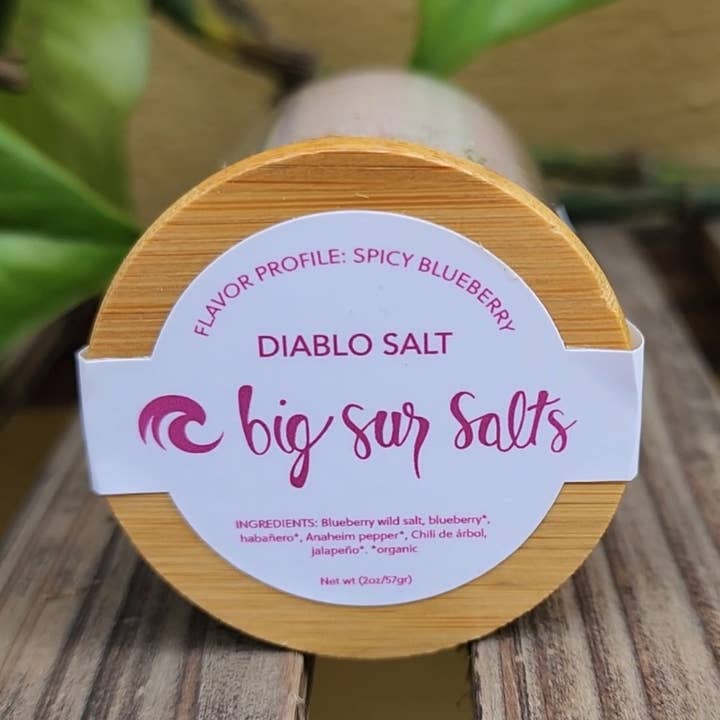 FLAVOR PROFILE: SPICY BLUEBERRY
DIABLO SALT
big sur salts
INGREDIENTS: Blueberry wild salt, blueberry*,
habañero*, Anaheim pepper*, Chili de árbol,
jalapeño*. *organic
Net wt (2oz/57gr)